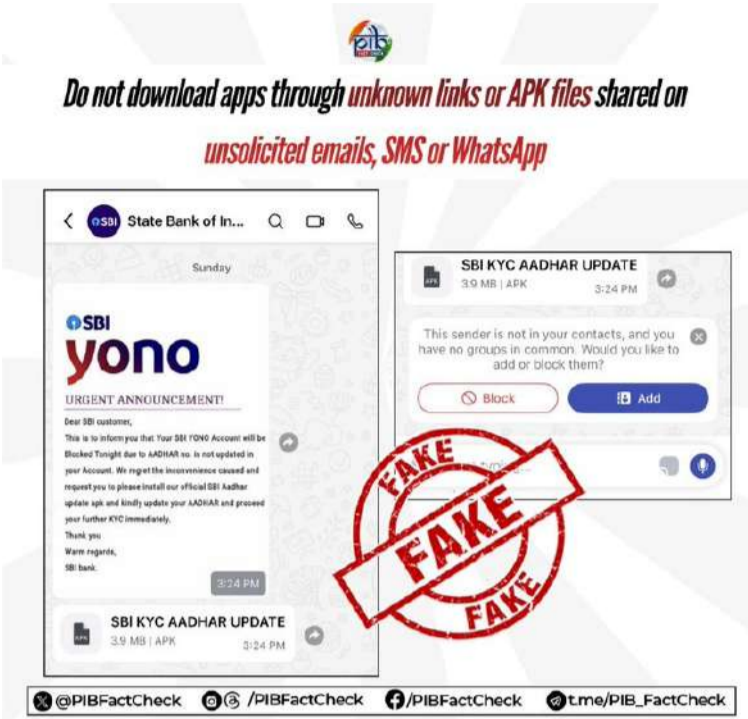 pib
FACT CHECK
Do not download apps through unknown links or APK files shared on
unsolicited emails, SMS or WhatsApp
SBI State Bank of In...
Sunday
SBI
yono
URGENT ANNOUNCEMENT!
Dear SBI customer,
This is to inform you that Your SBI YONO Account will be
Blocked Tonight due to AADHAR no. is not updated in
your Account. We regret the inconvenience caused and
request you to please install our official SBI Aadhar
update apk and kindly update your AADHAR and proceed
your further KYC immediately.
Thank you
Warm regards,
SBI bank.
3:24 PM
APK SBI KYC AADHAR UPDATE
3.9 MB | APK
3:24 PM
SBI KYC AADHAR UPDATE
APK 3.9 MB | APK
3:24 PM
This sender is not in your contacts, and you
have no groups in common. Would you like to
add or block them?
Block Add
FAKE
FAKE
FAKE
@PIBFactCheck /PIBFactCheck /PIBFactCheck t.me/PIB_FactCheck